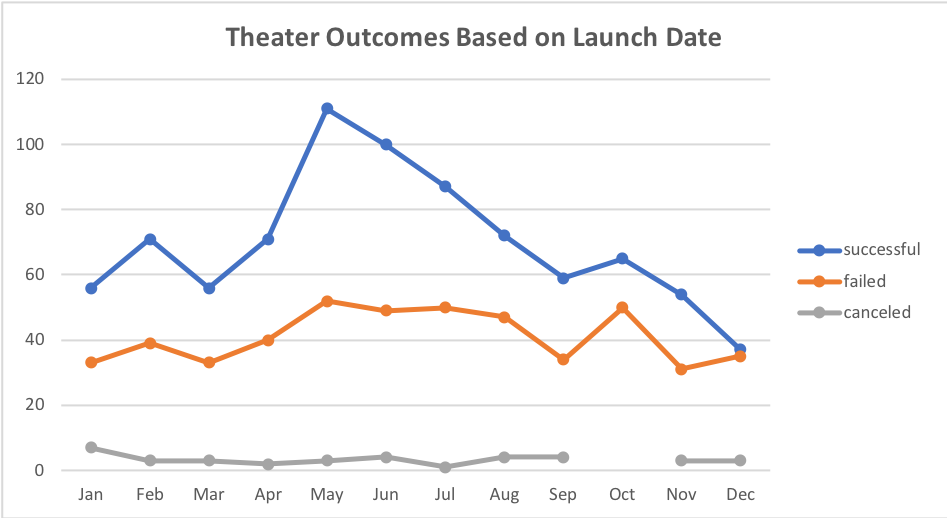 Theater Outcomes Based on Launch Date
120
100
80
60
40
20
0
Jan Feb Mar Apr May Jun Jul Aug Sep Oct Nov Dec
successful
failed
canceled